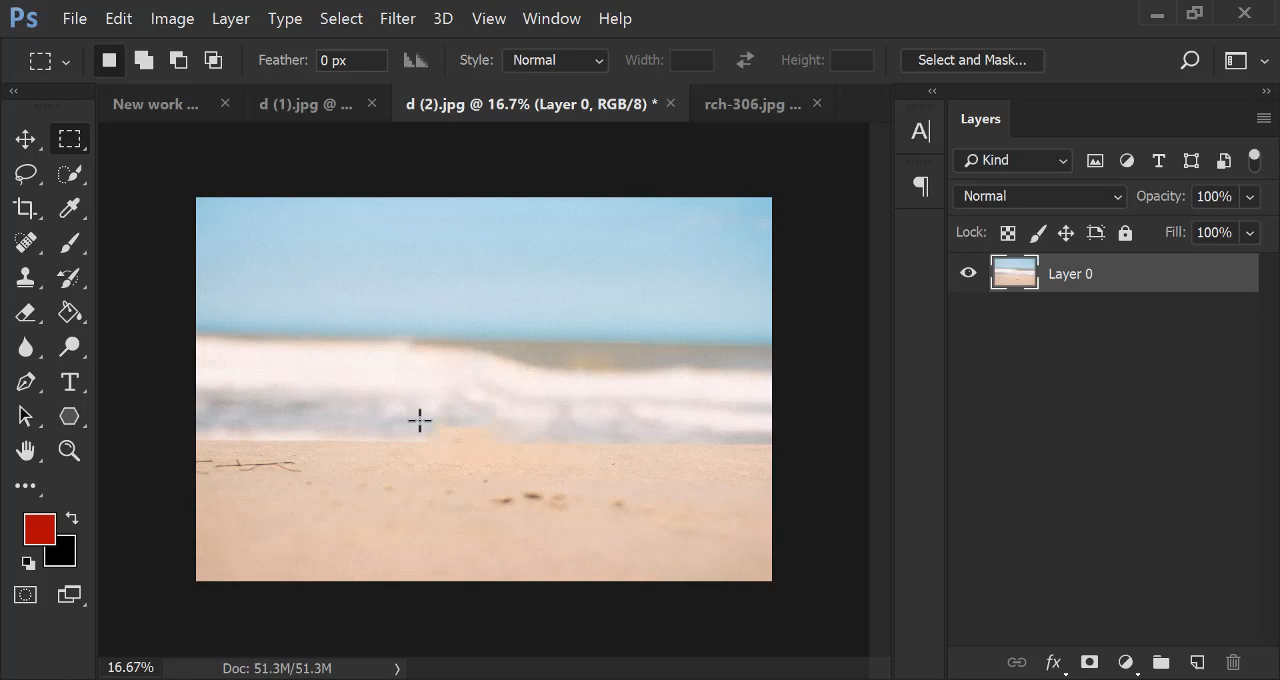 Ps File Edit Image Layer Type Select Filter 3D View Window Help
Feather: 0 px Style: Normal Width: Height: Select and Mask...
New work ... d (1).jpg @ ... d (2).jpg @ 16.7% (Layer 0, RGB/8) * rch-306.jpg ...
Layers
Kind
Normal Opacity: 100%
Lock: Fill: 100%
Layer 0
16.67% Doc: 51.3M/51.3M